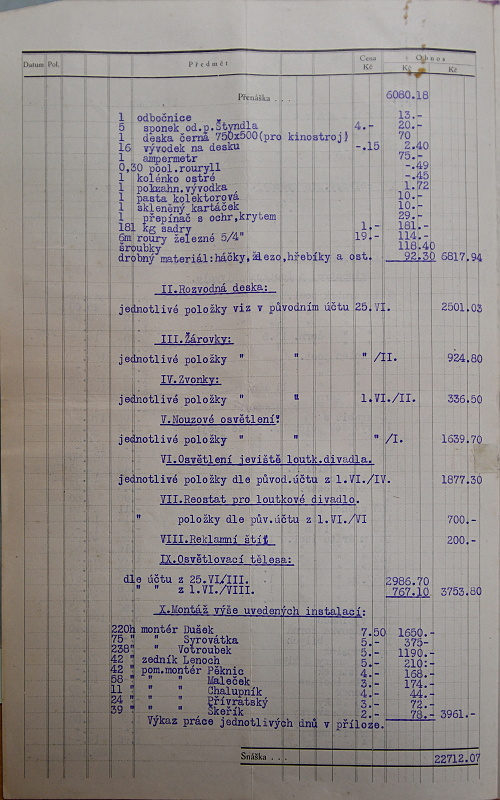 Datum Pol. Předmět Cena Kč Obnos Kč Kč
Přenáška . . . 6080.18
1 odbočnice 13.-
5 sponek od.p.Štyndla 4.- 20.-
1 deska černá 750x500(pro kinostroj) 70
16 vývodek na desku -.15 2.40
1 ampermetr 75.-
0,30 pool.rouryll -.49
1 kolénko ostré -.45
1 pokzahn.vývodka 1.72
1 pasta kolektorová 10.-
1 skleněný kartáček 10.-
1 přepínač s ochr,krytem 29.-
181 kg sadry 1.- 181.-
6m roury železné 5/4" 19.- 114.-
šroubky 118.40
drobný materiál:háčky,železo,hřebíky a ost. 92.30 6817.94
II.Rozvodná deska:
jednotlivé položky viz v původním účtu 25.VI. 2501.03
III.Žárovky:
jednotlivé položky " " " /II. 924.80
IV.Zvonky:
jednotlivé položky " " 1.VI./II. 336.50
V.Nouzové osvětlení:
jednotlivé položky " " " /I. 1639.70
VI.Osvětlení jeviště loutk.divadla.
jednotlivé položky dle původ.účtu z 1.VI./IV. 1877.30
VII.Reostat pro loutkové divadlo.
" položky dle pův.účtu z 1.VI./VI 700.-
VIII.Reklamní štít 200.-
IX.Osvětlovací tělesa:
dle účtu z 25.VI/III. 2986.70
" " z 1.VI./VIII. 767.10 3753.80
X.Montáž výše uvedených instalací:
220h montér Dušek 7.50 1650.-
75 " " Syrovátka 5.- 375-
238" " Votroubek 5.- 1190.-
42 " zedník Lenoch 5.- 210:-
42 " pom.montér Pěknic 4.- 168.-
58 " " " Maleček 3.- 174.-
11 " " " Chalupník 4.- 44.-
24 " " " Přívratský 3.- 72.-
39 " " " Škeřík 2.- 78.- 3961.-
Výkaz práce jednotlivých dnů v příloze.
Snáška . . . 22712.07